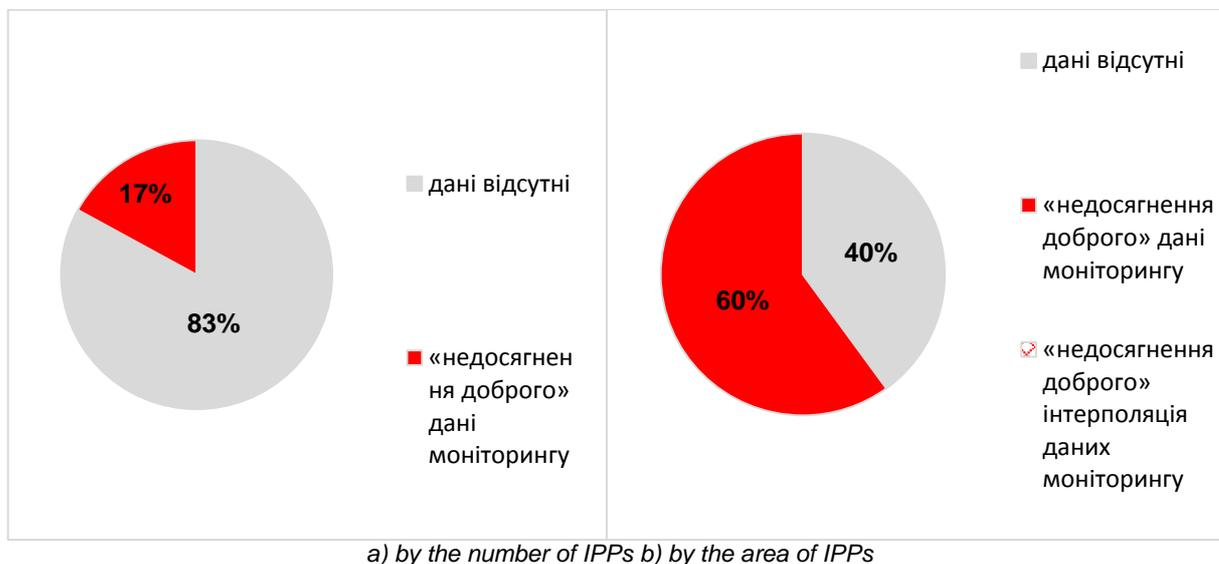 17%
83%
дані відсутні
«недосягнен
ня доброго»
дані
моніторингу
40%
60%
дані відсутні
«недосягнення
доброго» дані
моніторингу
«недосягнення
доброго»
інтерполяція
даних
моніторингу
a) by the number of IPPs b) by the area of IPPs